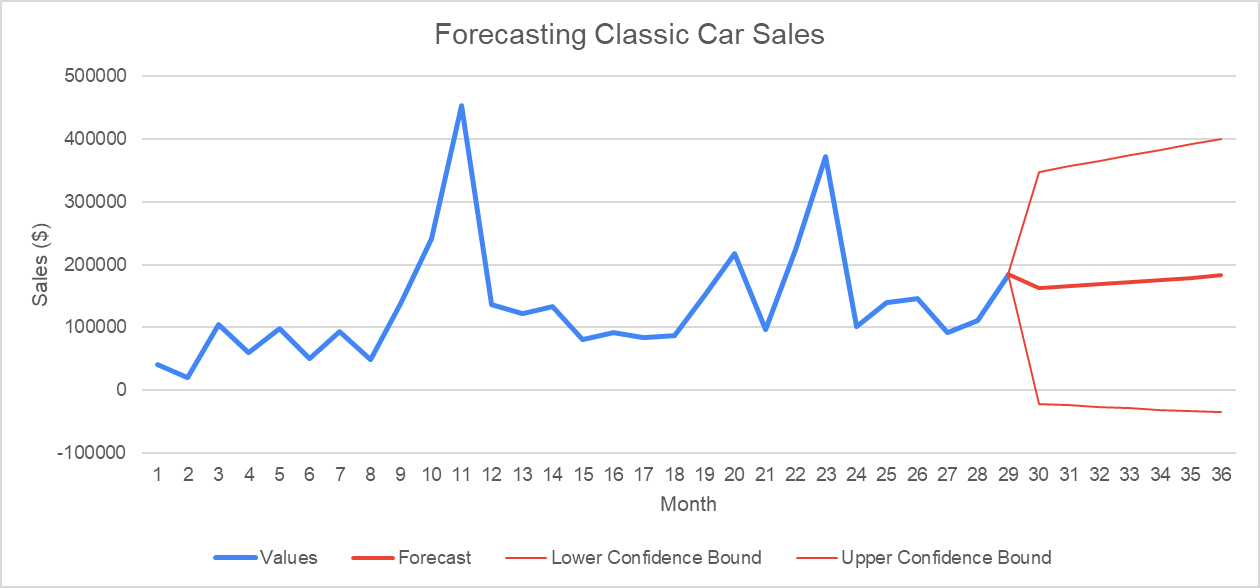 Forecasting Classic Car Sales
500000
400000
300000
200000
100000
0
-100000
Sales ($)
1 2 3 4 5 6 7 8 9 10 11 12 13 14 15 16 17 18 19 20 21 22 23 24 25 26 27 28 29 30 31 32 33 34 35 36
Month
Values Forecast Lower Confidence Bound Upper Confidence Bound